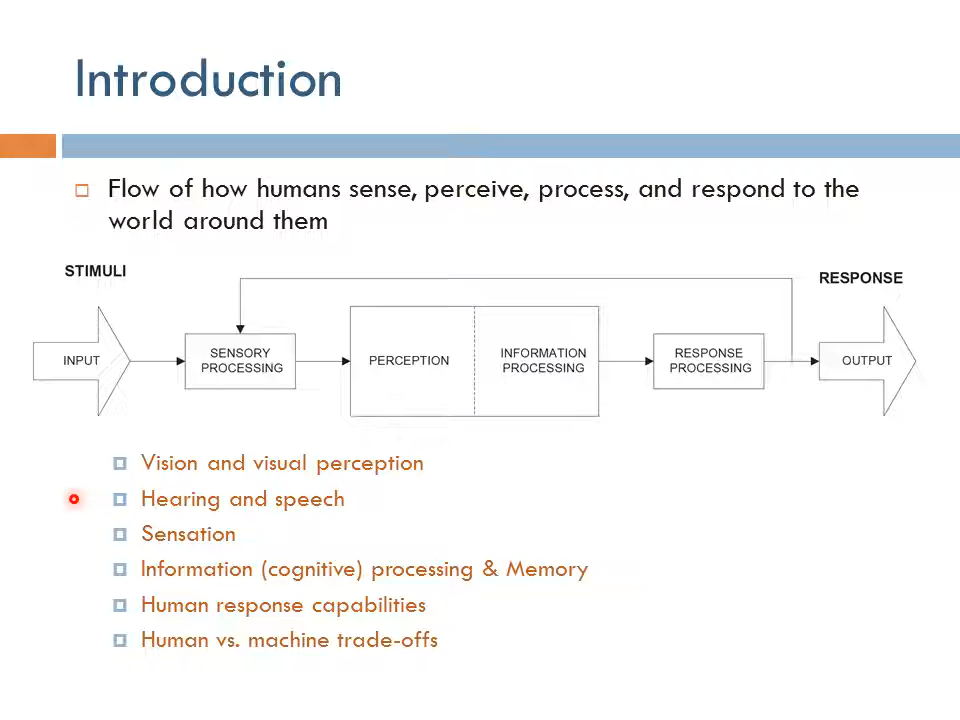 Introduction
Flow of how humans sense, perceive, process, and respond to the
world around them
STIMULI
RESPONSE
INPUT
SENSORY
PROCESSING
PERCEPTION
INFORMATION
PROCESSING
RESPONSE
PROCESSING
OUTPUT
Vision and visual perception
Hearing and speech
Sensation
Information (cognitive) processing & Memory
Human response capabilities
Human vs. machine trade-offs